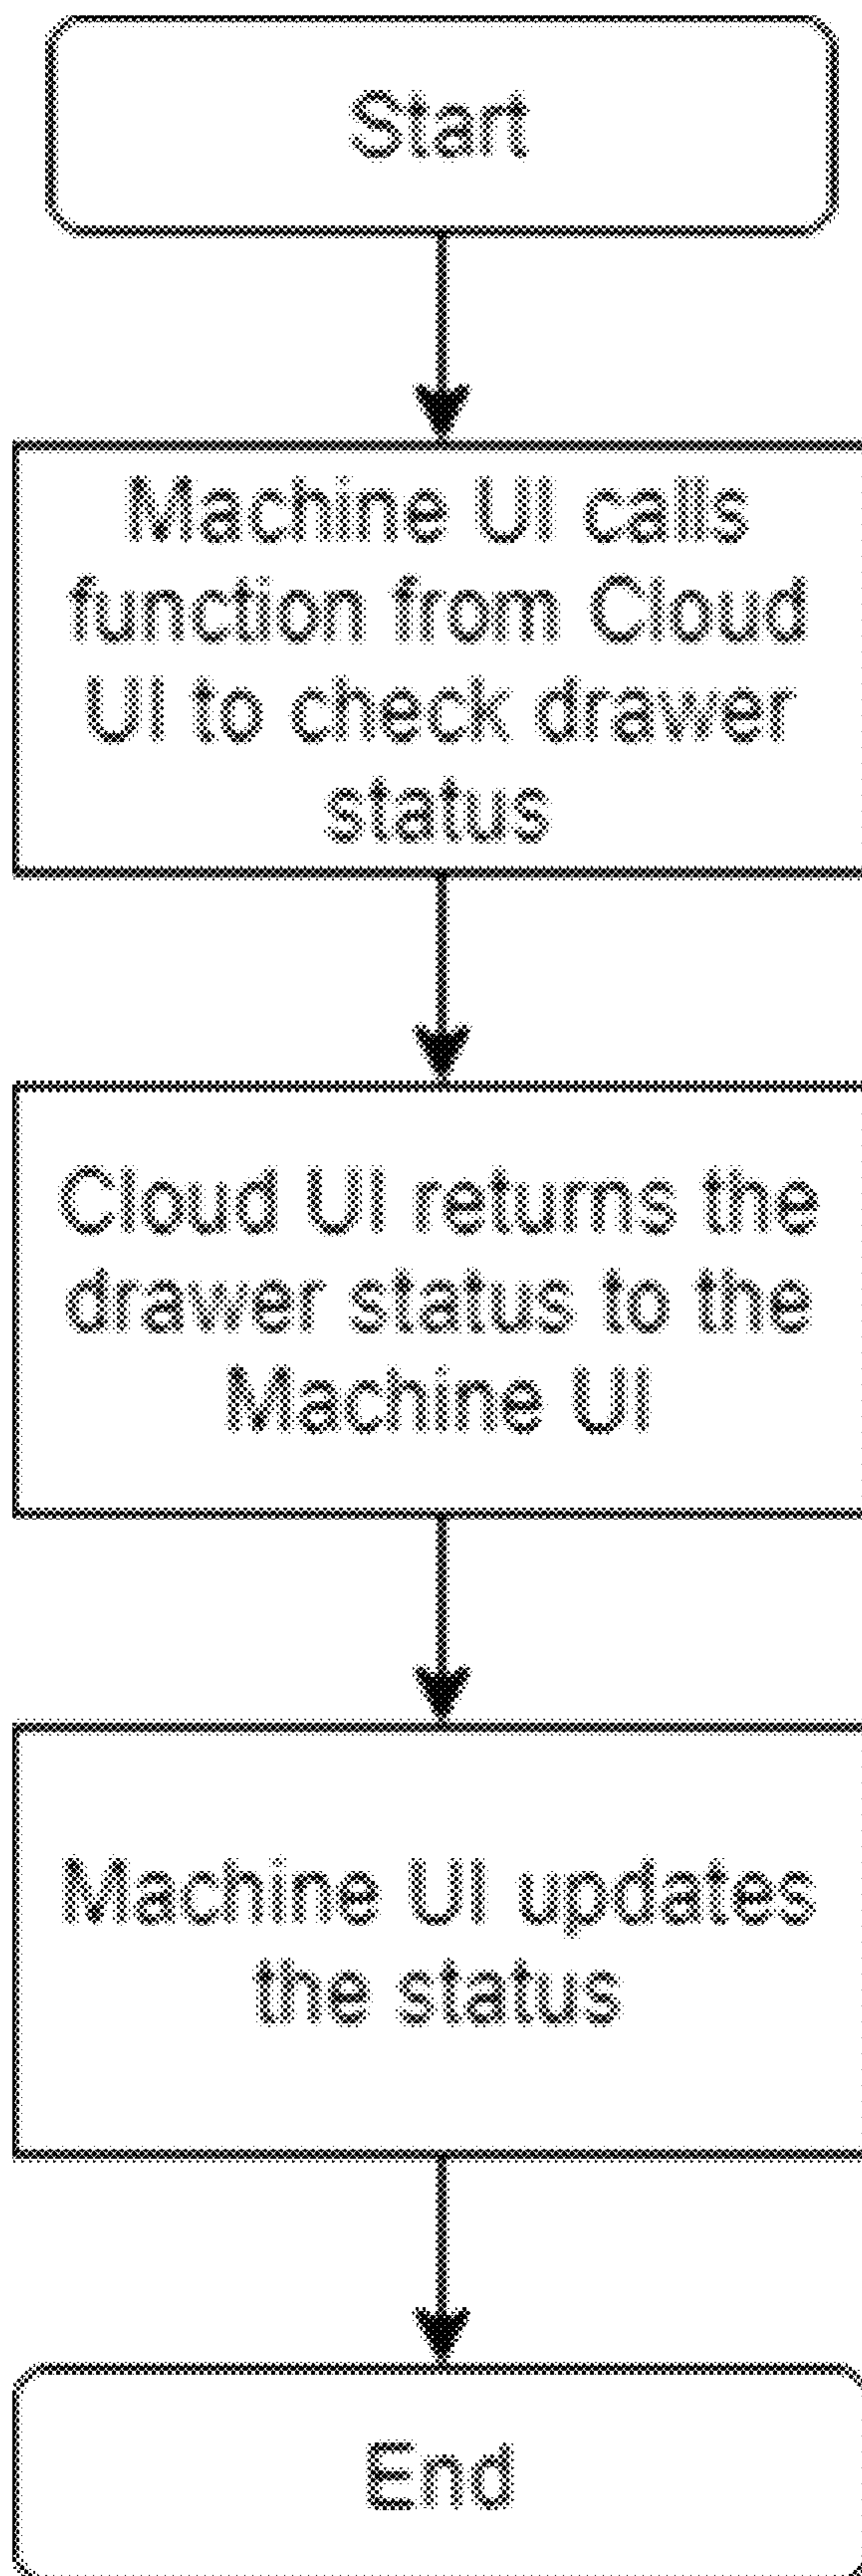 Start
Machine UI calls
function from Cloud
UI to check drawer
status
Cloud UI returns the
drawer status to the
Machine UI
Machine UI updates
the status
End